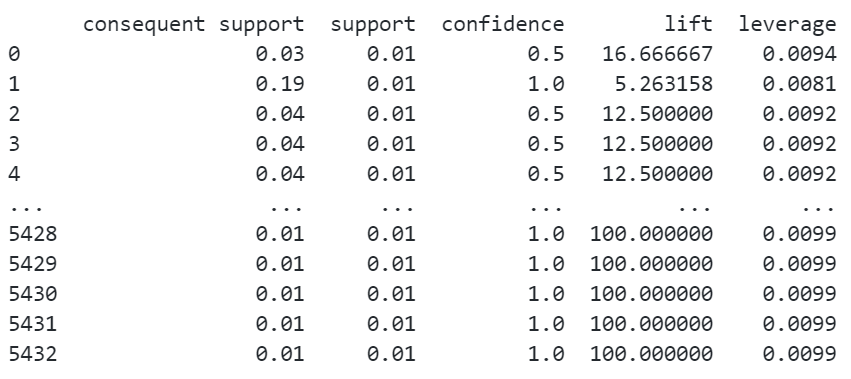 consequent support support confidence lift leverage
0 0.03 0.01 0.5 16.666667 0.0094
1 0.19 0.01 1.0 5.263158 0.0081
2 0.04 0.01 0.5 12.500000 0.0092
3 0.04 0.01 0.5 12.500000 0.0092
4 0.04 0.01 0.5 12.500000 0.0092
... ... ... ... ... ...
5428 0.01 0.01 1.0 100.000000 0.0099
5429 0.01 0.01 1.0 100.000000 0.0099
5430 0.01 0.01 1.0 100.000000 0.0099
5431 0.01 0.01 1.0 100.000000 0.0099
5432 0.01 0.01 1.0 100.000000 0.0099